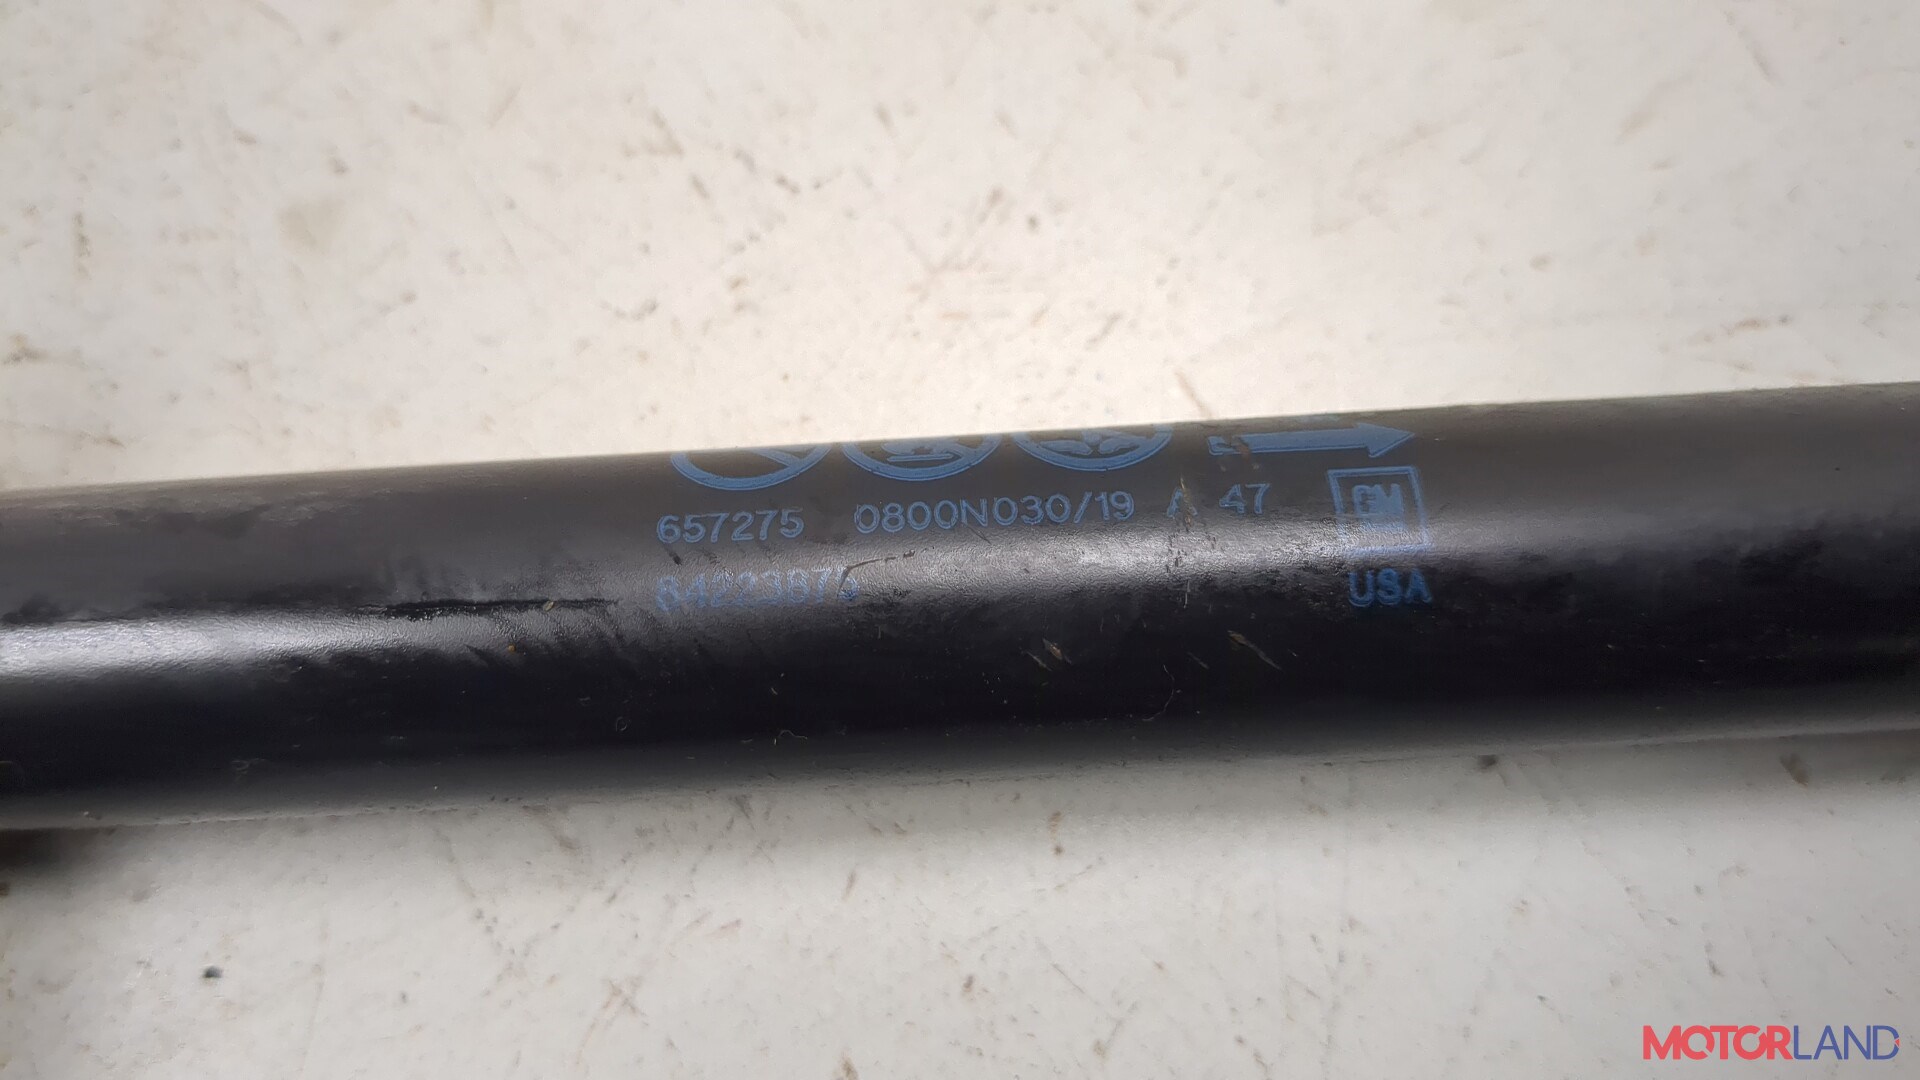 657275 0800N030/19 A 47
GM
USA
MOTORLAND